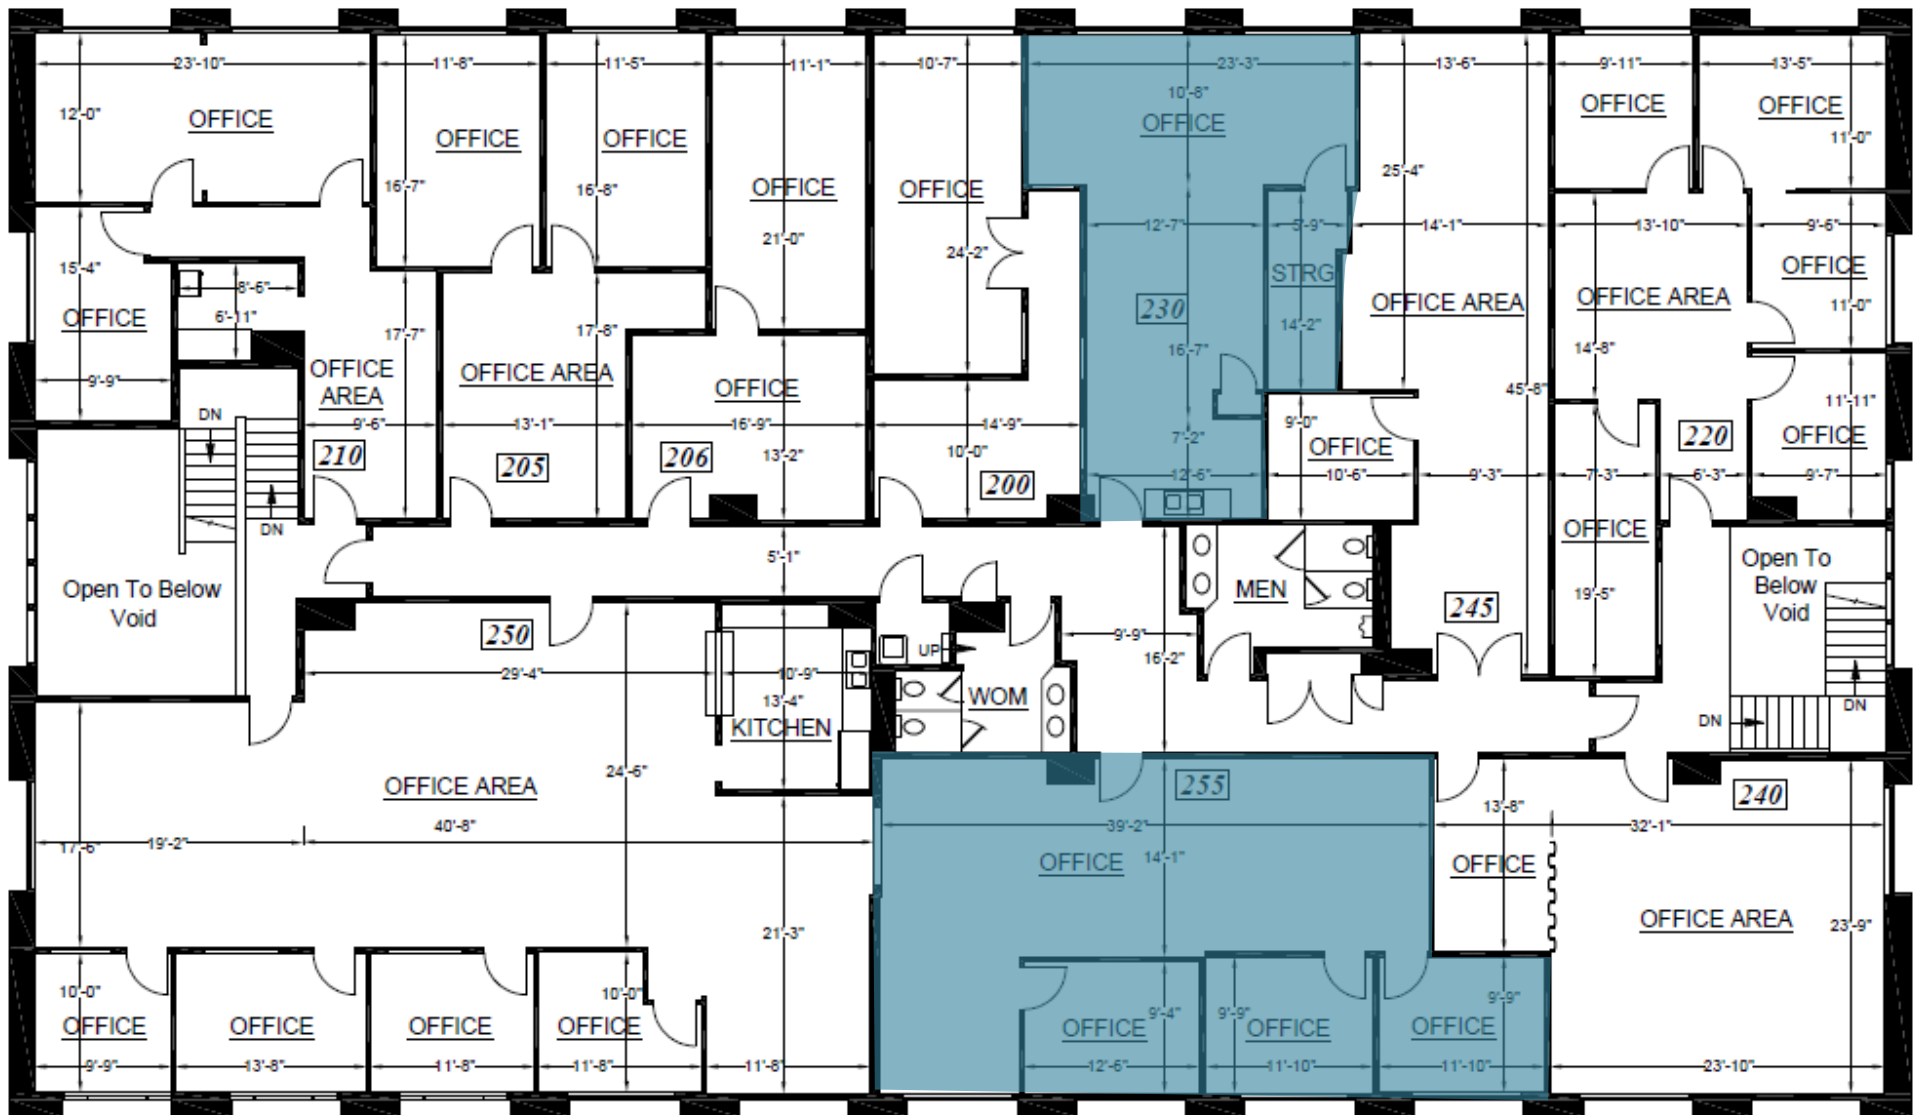 23'-10"
11'-8"
11'-5"
11'-1"
10'-7"
23'-3"
13'-6"
9'-11"
13'-5"
12'-0"
OFFICE
OFFICE
OFFICE
10'-8"
OFFICE
OFFICE
OFFICE
11'-0"
16'-7"
16'-8"
OFFICE
OFFICE
25'-4"
15'-4"
21'-0"
24'-2"
12'-7"
5'-9"
14'-1"
13'-10"
9'-6"
8'-6"
6'-11"
OFFICE
STRG
OFFICE
11'-0"
17'-7"
17'-8"
230
14'-2"
16'-7"
OFFICE AREA
OFFICE AREA
14'-8"
9'-9"
OFFICE
AREA
OFFICE AREA
OFFICE
45'-8"
11'-11"
DN
9'-6"
13'-1"
16'-9"
14'-9"
9'-0"
7'-2"
OFFICE
220
OFFICE
210
205
206
13'-2"
10'-0"
200
12'-6"
10'-6"
9'-3"
7'-3"
6'-3"
9'-7"
DN
OFFICE
Open To Below
Void
5'-1"
MEN
19'-5"
Open To
Below
Void
250
245
UP
9'-9"
16'-2"
29'-4"
10'-9"
13'-4"
KITCHEN
WOM
DN
DN
24'-6"
OFFICE AREA
255
240
13'-8"
40'-8"
39'-2"
32'-1"
17'-6"
19'-2"
OFFICE
14'-1"
OFFICE
OFFICE AREA
23'-9"
21'-3"
10'-0"
10'-0"
9'-4"
9'-9"
9'-9"
OFFICE
OFFICE
OFFICE
OFFICE
OFFICE
OFFICE
OFFICE
9'-9"
13'-8"
11'-8"
11'-8"
11'-8"
12'-6"
11'-10"
11'-10"
23'-10"